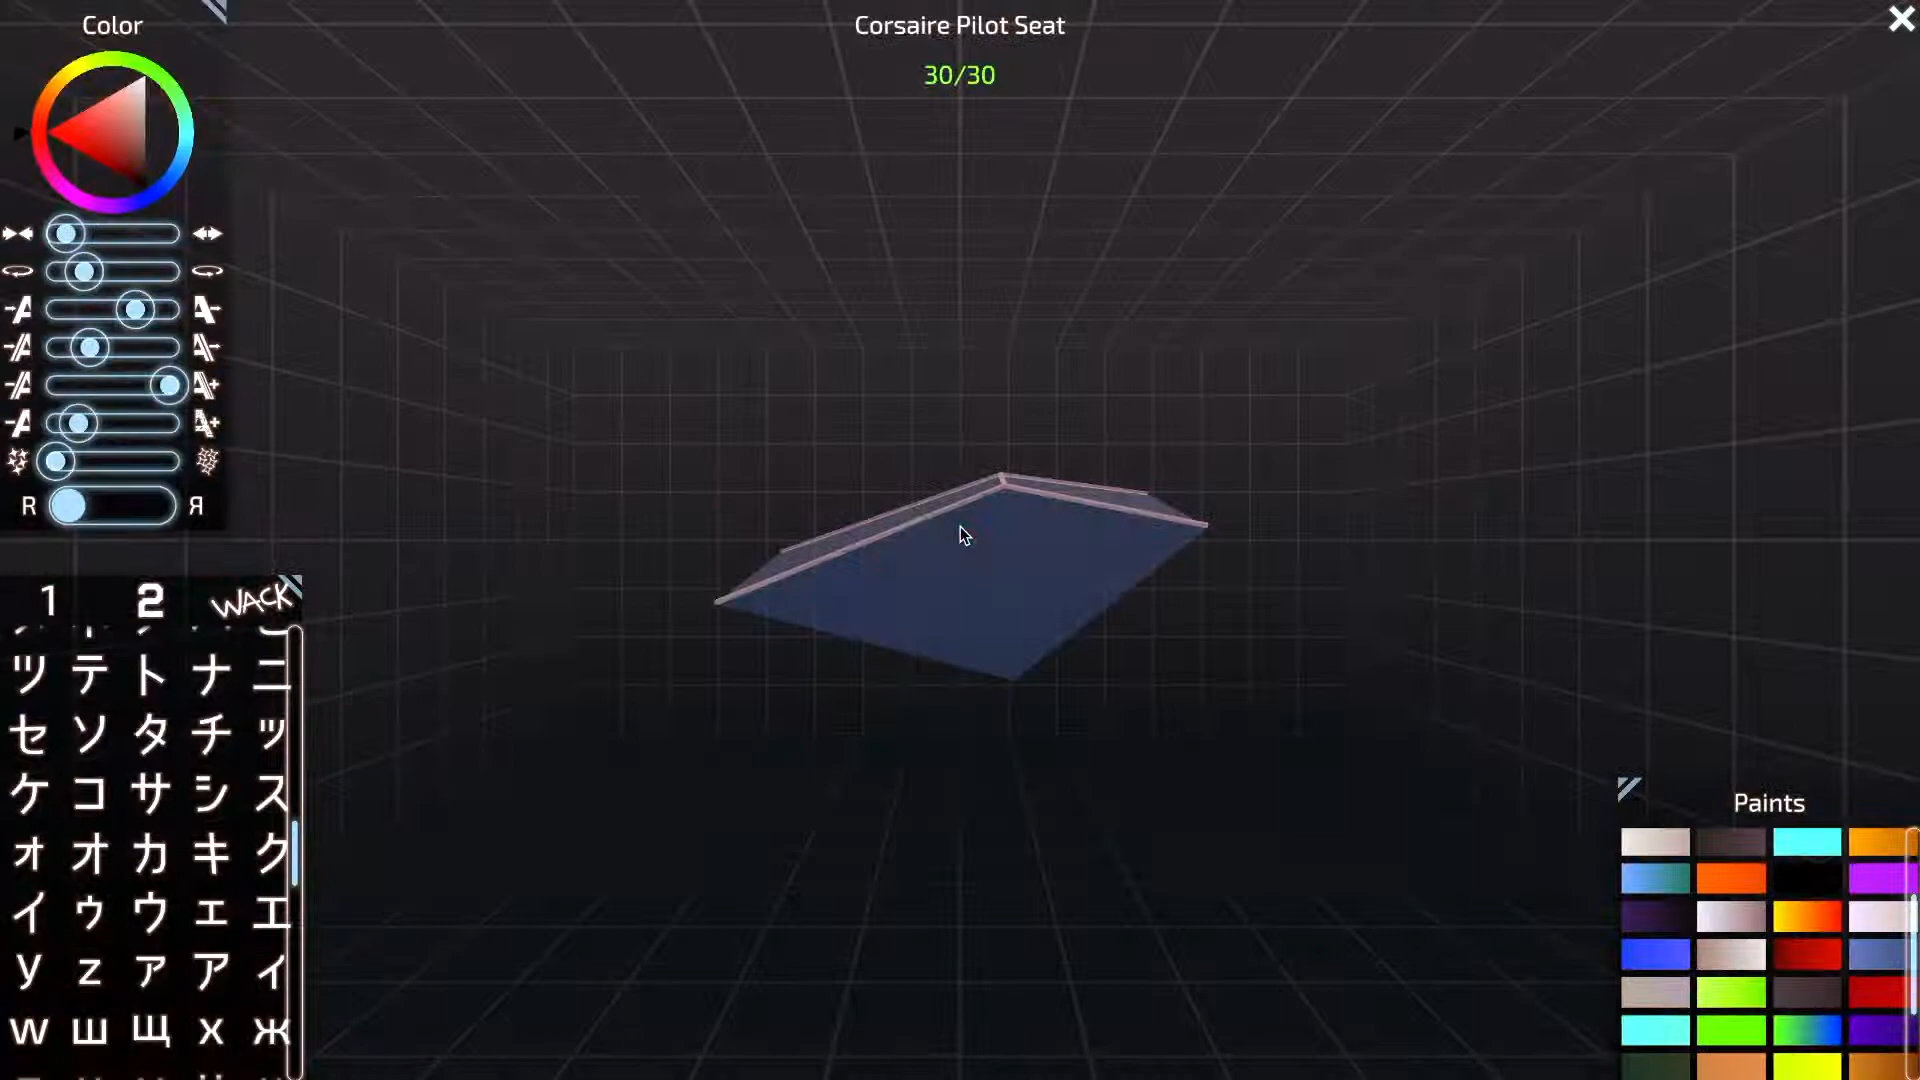 Color
Corsaire Pilot Seat
30/30
R Я
1 2 WACK
ツ テ ト ナ ニ
セ ソ タ チ ッ
ケ コ サ シ ス
ォ オ カ キ ク
イ ゥ ウ ェ エ
y z ァ ア ィ
w ш щ x ж
Paints